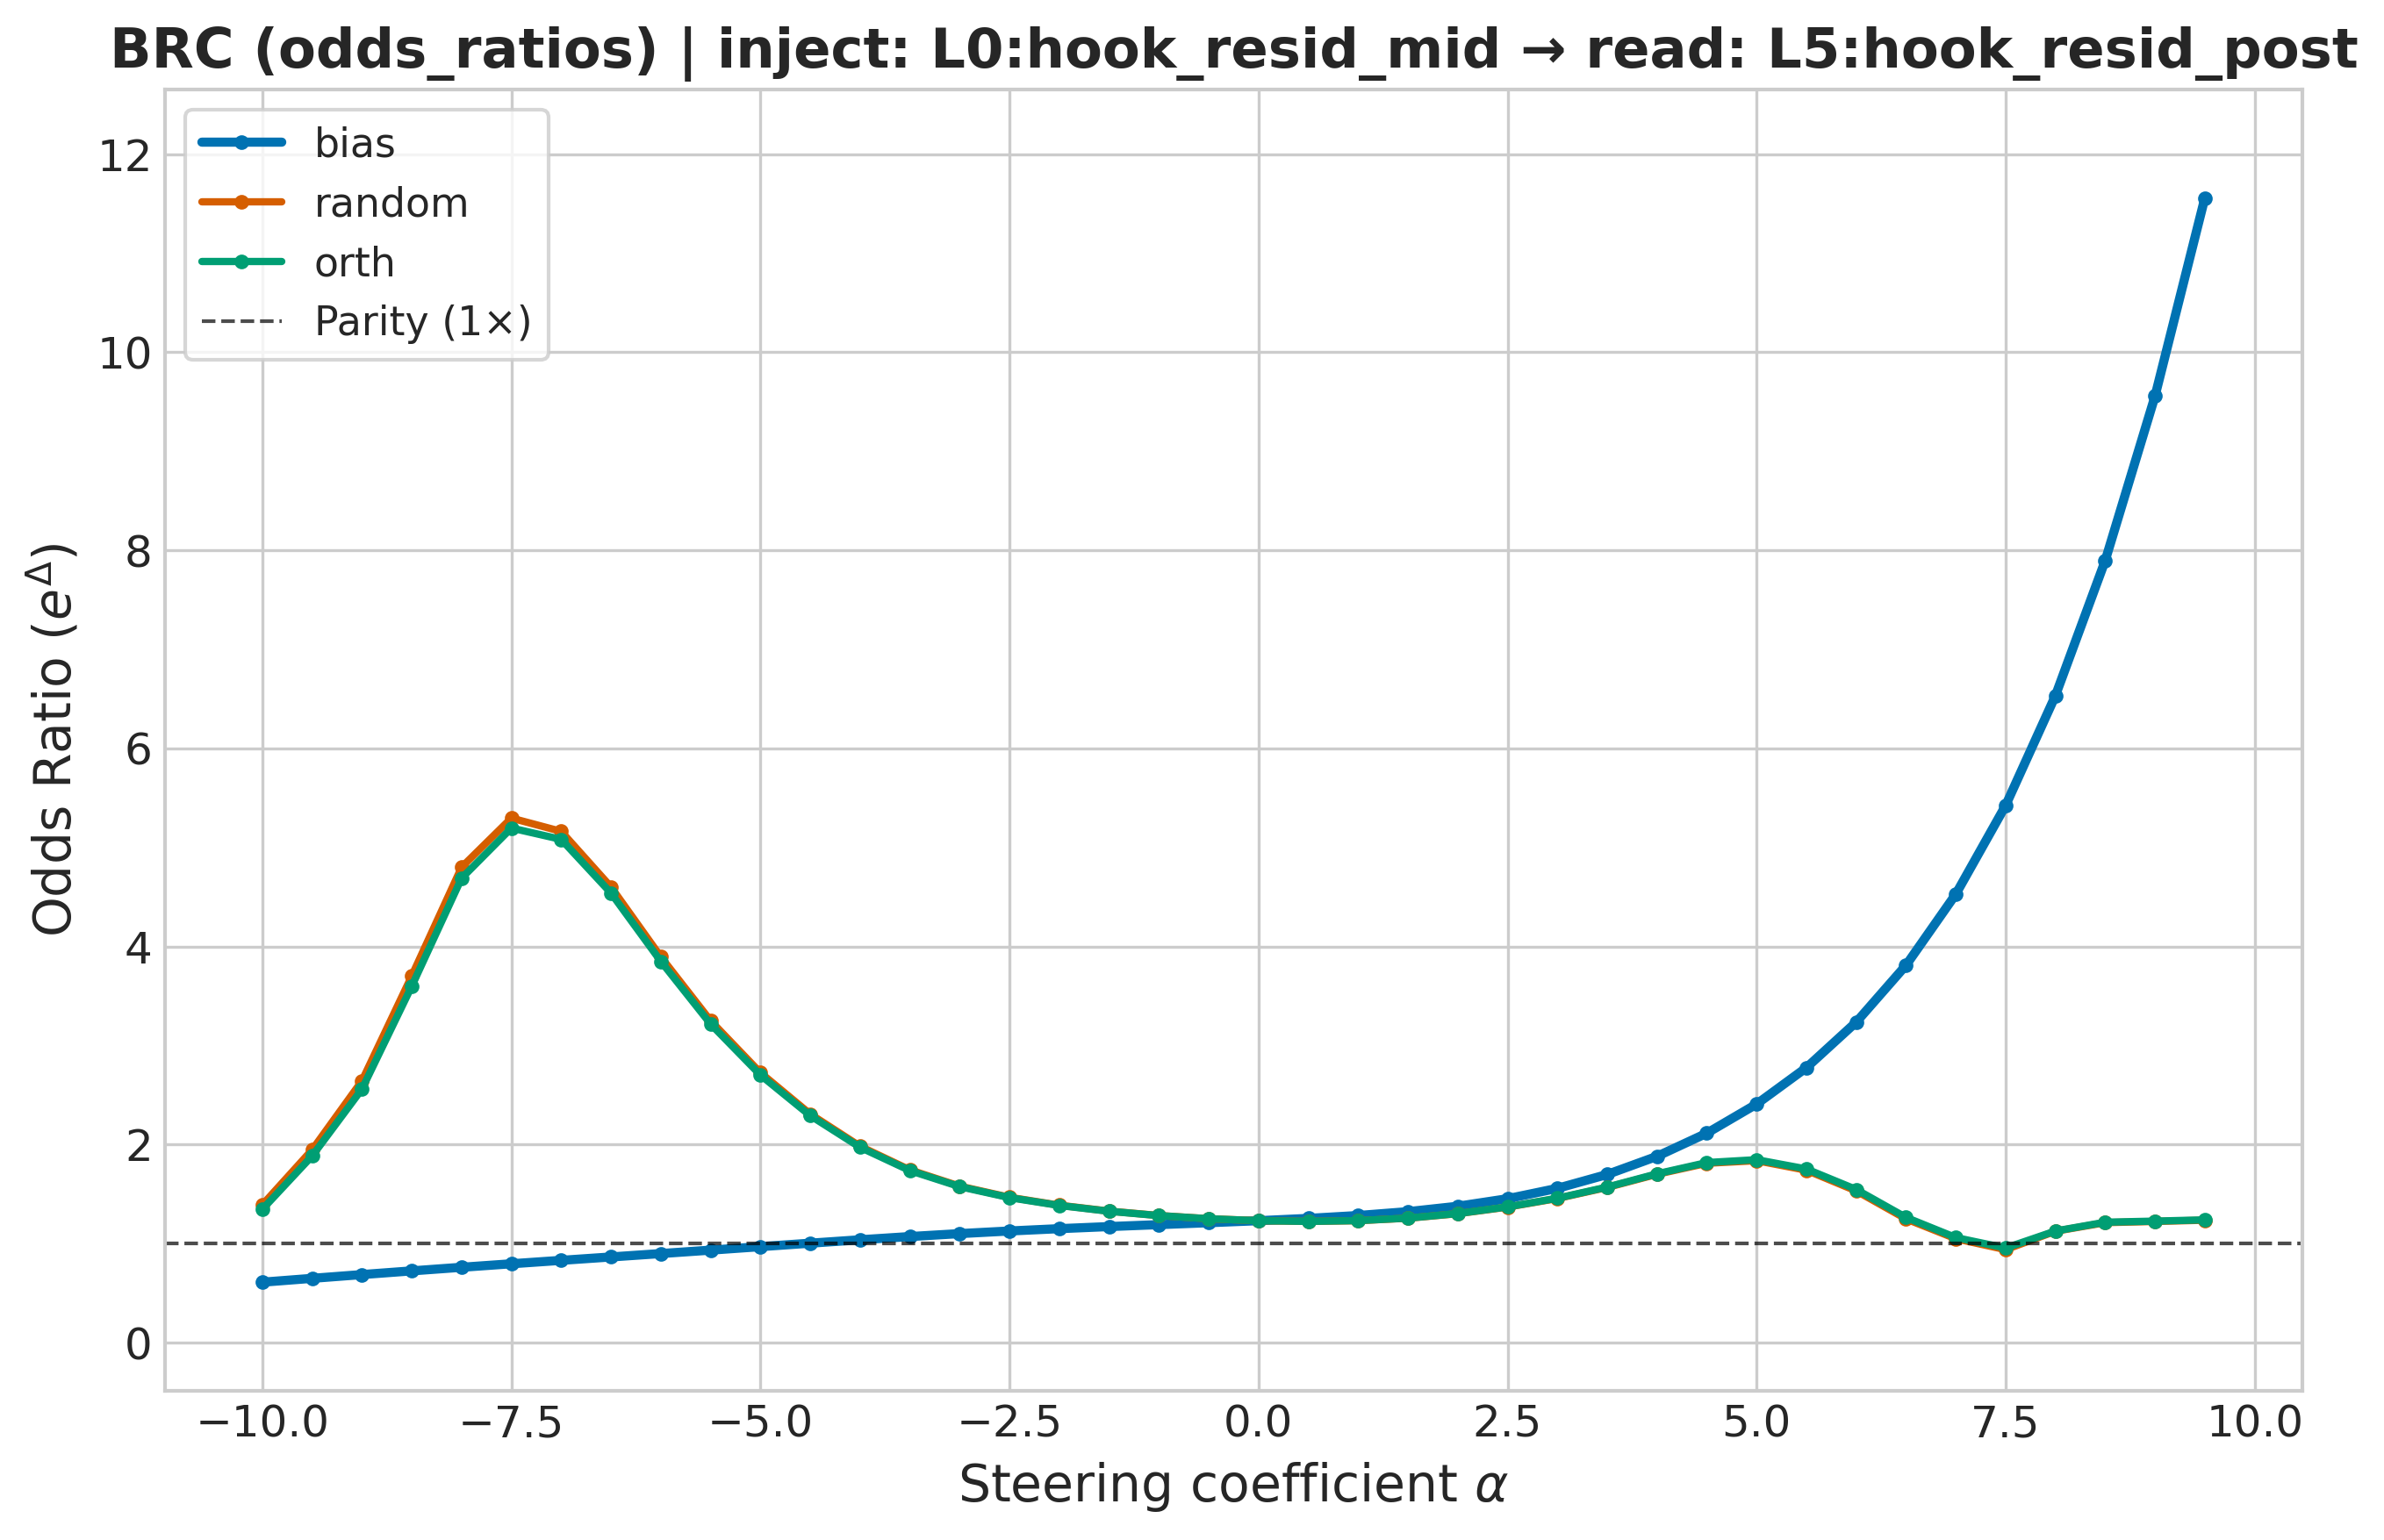 BRC (odds_ratios) | inject: L0:hook_resid_mid → read: L5:hook_resid_post
bias
random
orth
Parity (1×)
12
10
8
6
4
2
0
Odds Ratio (e^Δ)
−10.0 −7.5 −5.0 −2.5 0.0 2.5 5.0 7.5 10.0
Steering coefficient α